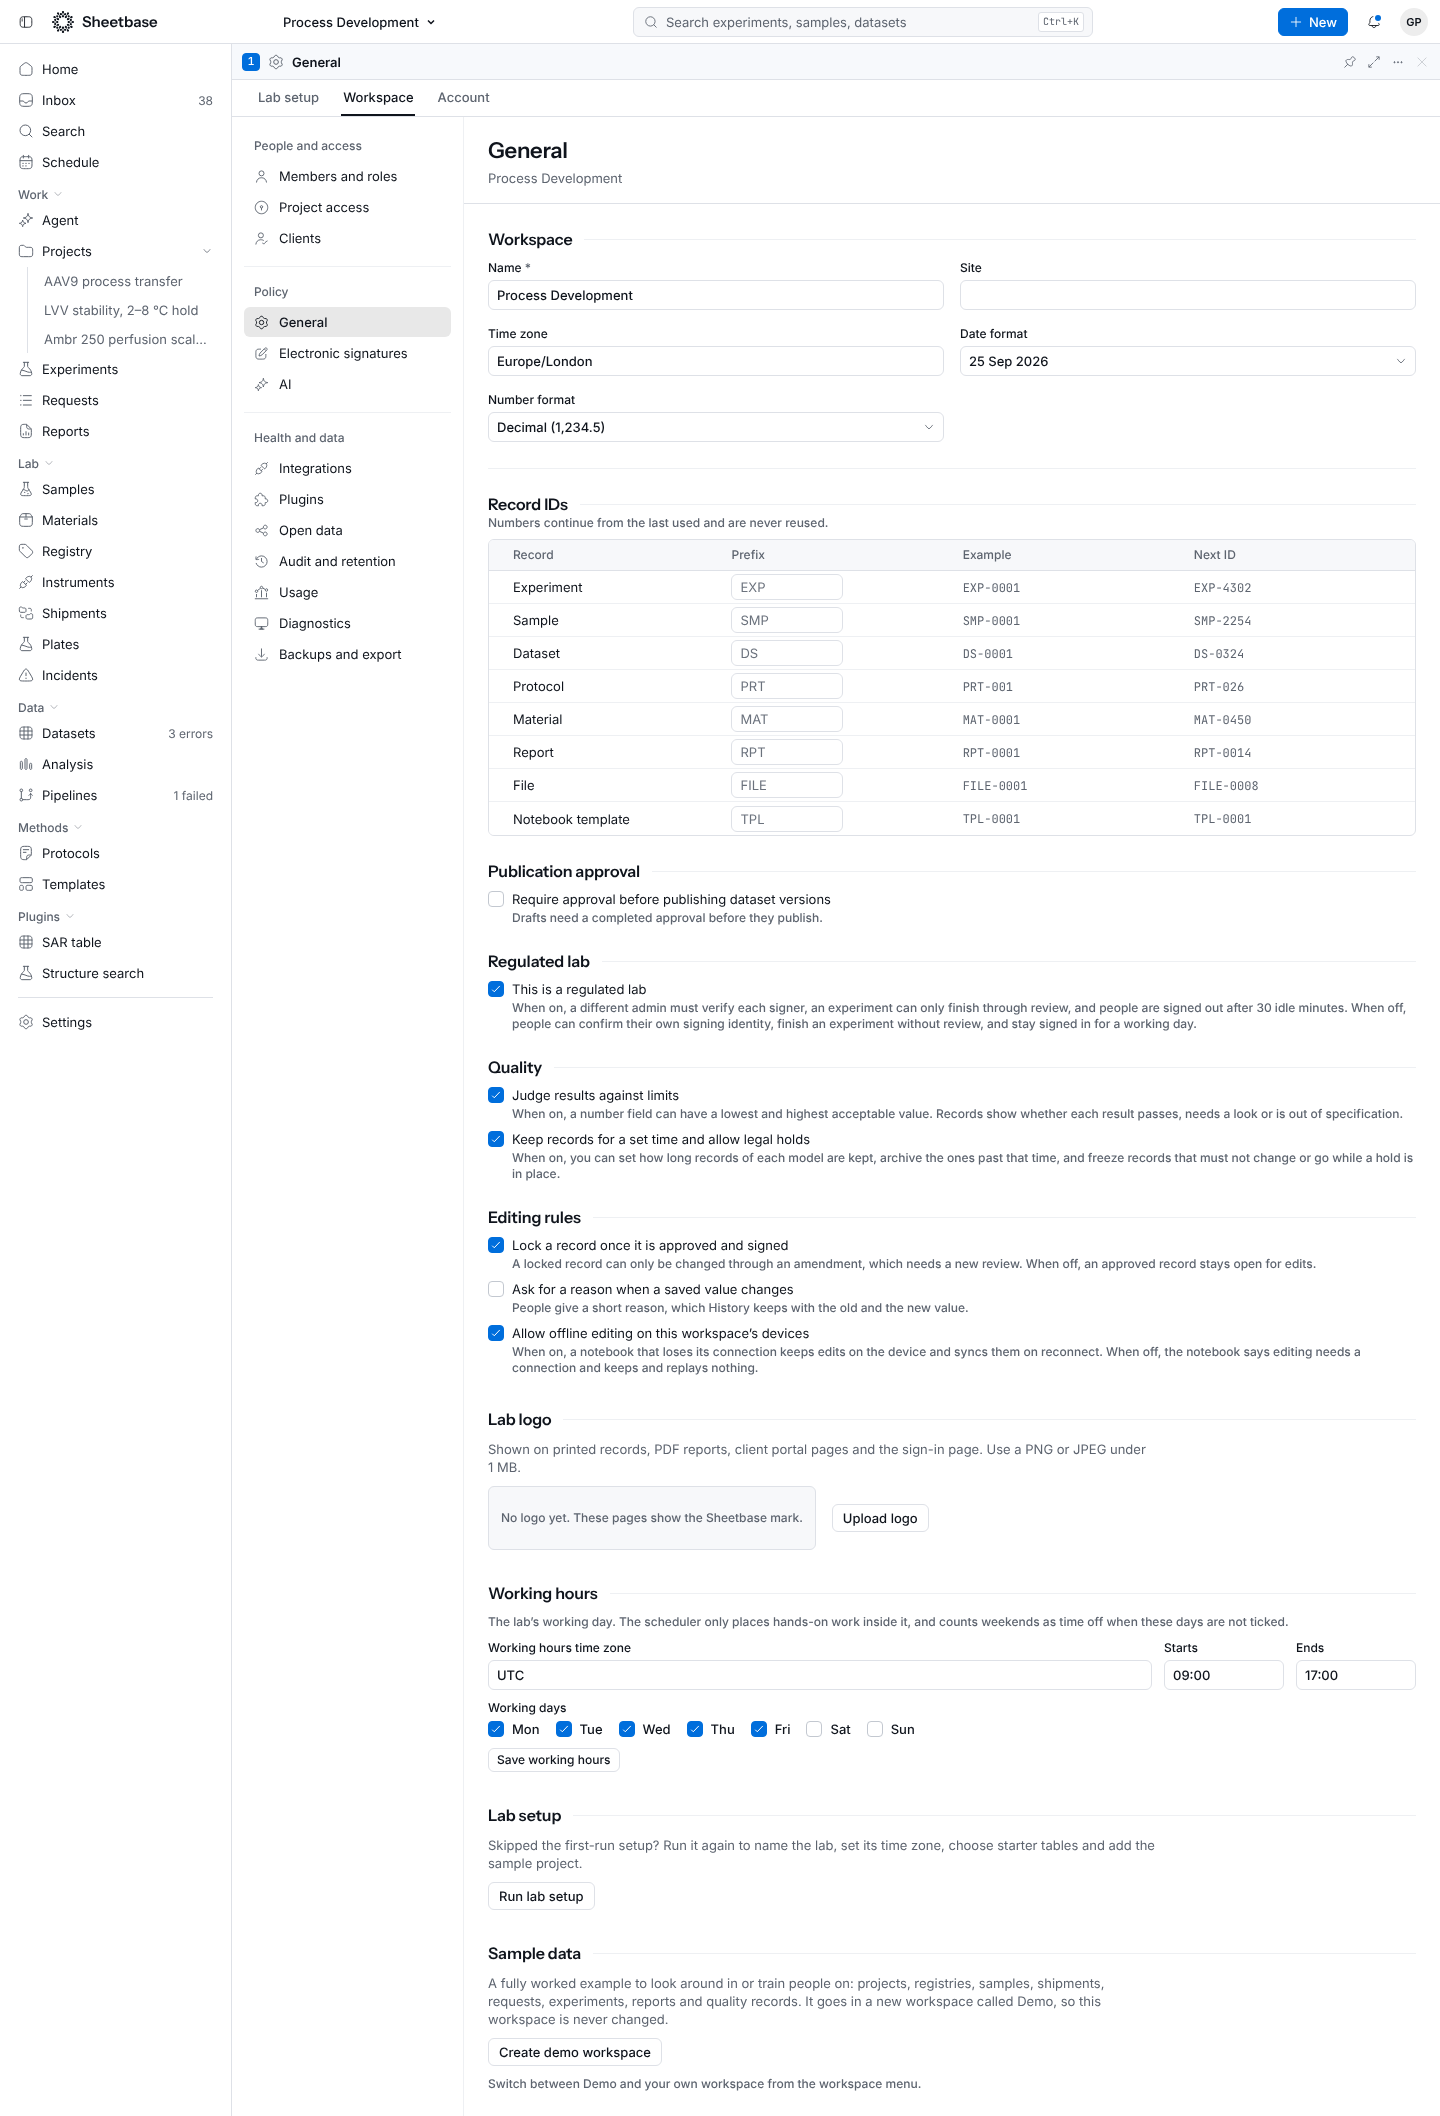 Sheetbase
Process Development
Search experiments, samples, datasets
Ctrl+K
New
GP
Home
Inbox 38
Search
Schedule
Work
Agent
Projects
AAV9 process transfer
LVV stability, 2–8 °C hold
Ambr 250 perfusion scal...
Experiments
Requests
Reports
Lab
Samples
Materials
Registry
Instruments
Shipments
Plates
Incidents
Data
Datasets 3 errors
Analysis
Pipelines 1 failed
Methods
Protocols
Templates
Plugins
SAR table
Structure search
Settings
1 General
Lab setup Workspace Account
People and access
Members and roles
Project access
Clients
Policy
General
Electronic signatures
AI
Health and data
Integrations
Plugins
Open data
Audit and retention
Usage
Diagnostics
Backups and export
General
Process Development
Workspace
Name * Site
Process Development
Time zone Date format
Europe/London 25 Sep 2026
Number format
Decimal (1,234.5)
Record IDs
Numbers continue from the last used and are never reused.
Record Prefix Example Next ID
Experiment EXP EXP-0001 EXP-4302
Sample SMP SMP-0001 SMP-2254
Dataset DS DS-0001 DS-0324
Protocol PRT PRT-001 PRT-026
Material MAT MAT-0001 MAT-0450
Report RPT RPT-0001 RPT-0014
File FILE FILE-0001 FILE-0008
Notebook template TPL TPL-0001 TPL-0001
Publication approval
Require approval before publishing dataset versions
Drafts need a completed approval before they publish.
Regulated lab
This is a regulated lab
When on, a different admin must verify each signer, an experiment can only finish through review, and people are signed out after 30 idle minutes. When off,
people can confirm their own signing identity, finish an experiment without review, and stay signed in for a working day.
Quality
Judge results against limits
When on, a number field can have a lowest and highest acceptable value. Records show whether each result passes, needs a look or is out of specification.
Keep records for a set time and allow legal holds
When on, you can set how long records of each model are kept, archive the ones past that time, and freeze records that must not change or go while a hold is
in place.
Editing rules
Lock a record once it is approved and signed
A locked record can only be changed through an amendment, which needs a new review. When off, an approved record stays open for edits.
Ask for a reason when a saved value changes
People give a short reason, which History keeps with the old and the new value.
Allow offline editing on this workspace's devices
When on, a notebook that loses its connection keeps edits on the device and syncs them on reconnect. When off, the notebook says editing needs a
connection and keeps and replays nothing.
Lab logo
Shown on printed records, PDF reports, client portal pages and the sign-in page. Use a PNG or JPEG under
1 MB.
No logo yet. These pages show the Sheetbase mark.
Upload logo
Working hours
The lab's working day. The scheduler only places hands-on work inside it, and counts weekends as time off when these days are not ticked.
Working hours time zone Starts Ends
UTC 09:00 17:00
Working days
Mon Tue Wed Thu Fri Sat Sun
Save working hours
Lab setup
Skipped the first-run setup? Run it again to name the lab, set its time zone, choose starter tables and add the
sample project.
Run lab setup
Sample data
A fully worked example to look around in or train people on: projects, registries, samples, shipments,
requests, experiments, reports and quality records. It goes in a new workspace called Demo, so this
workspace is never changed.
Create demo workspace
Switch between Demo and your own workspace from the workspace menu.